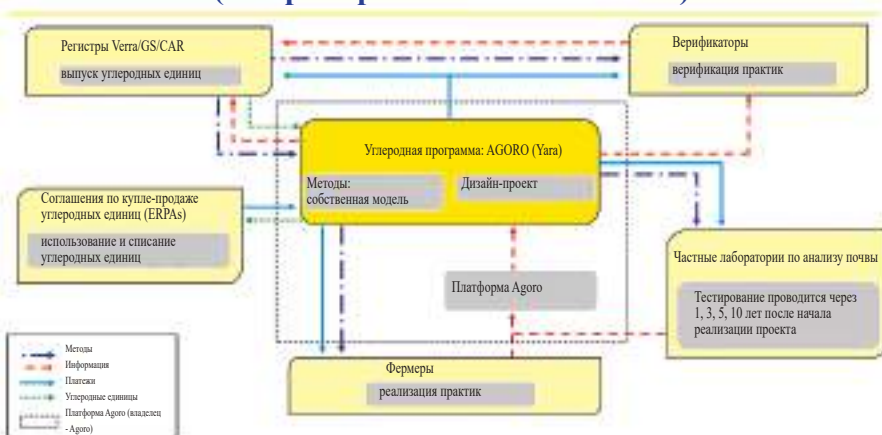 Регистры Verra/GS/CAR
выпуск углеродных единиц
Верификаторы
верификация практик
Углеродная программа: AGORO (Yara)
Методы:
собственная модель
Дизайн-проект
Соглашения по купле-продаже
углеродных единиц (ERPAs)
использование и списание
углеродных единиц
Платформа Agoro
Частные лаборатории по анализу почвы
Тестирование проводится через
1, 3, 5, 10 лет после начала
реализации проекта
Фермеры
реализация практик
Методы
Информация
Платежи
Углеродные единицы
Платформа Agoro (владелец
- Agoro)